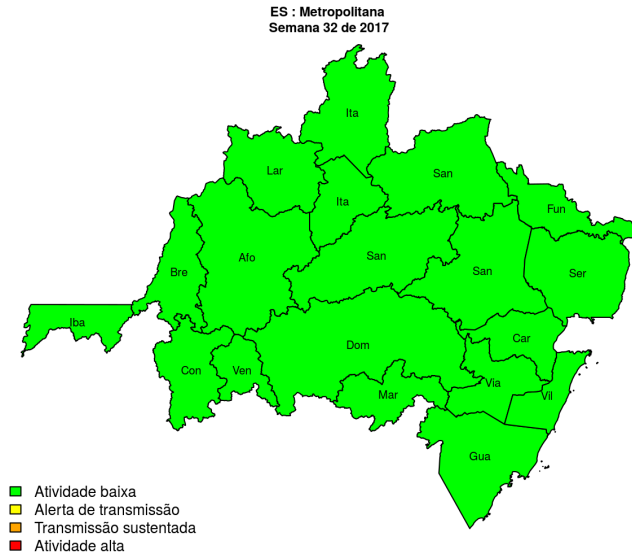 ES : Metropolitana
Semana 32 de 2017
Ita
Lar
San
Ita
Fun
Afo
San
San
Bre
Ser
Iba
Car
Dom
Con
Ven
Via
Mar
Vil
Gua
Atividade baixa
Alerta de transmissão
Transmissão sustentada
Atividade alta